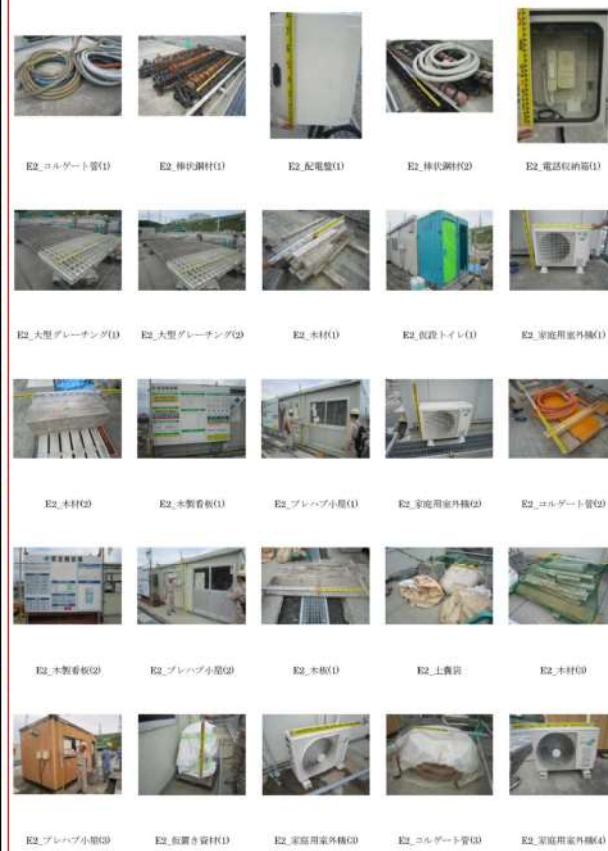 E2_コルゲート管(1)
E2_棒状鋼材(1)
E2_配電盤(1)
E2_棒状鋼材(2)
E2_電話収納箱(1)
E2_大型グレーチング(1)
E2_大型グレーチング(2)
E2_木材(1)
E2_仮設トイレ(1)
E2_家庭用室外機(1)
E2_木材(2)
E2_木製看板(1)
E2_プレハブ小屋(1)
E2_家庭用室外機(2)
E2_コルゲート管(2)
E2_木製看板(2)
E2_プレハブ小屋(2)
E2_木板(1)
E2_土嚢袋
E2_木材(3)
E2_プレハブ小屋(3)
E2_仮置き資材(1)
E2_家庭用室外機(3)
E2_コルゲート管(3)
E2_家庭用室外機(4)